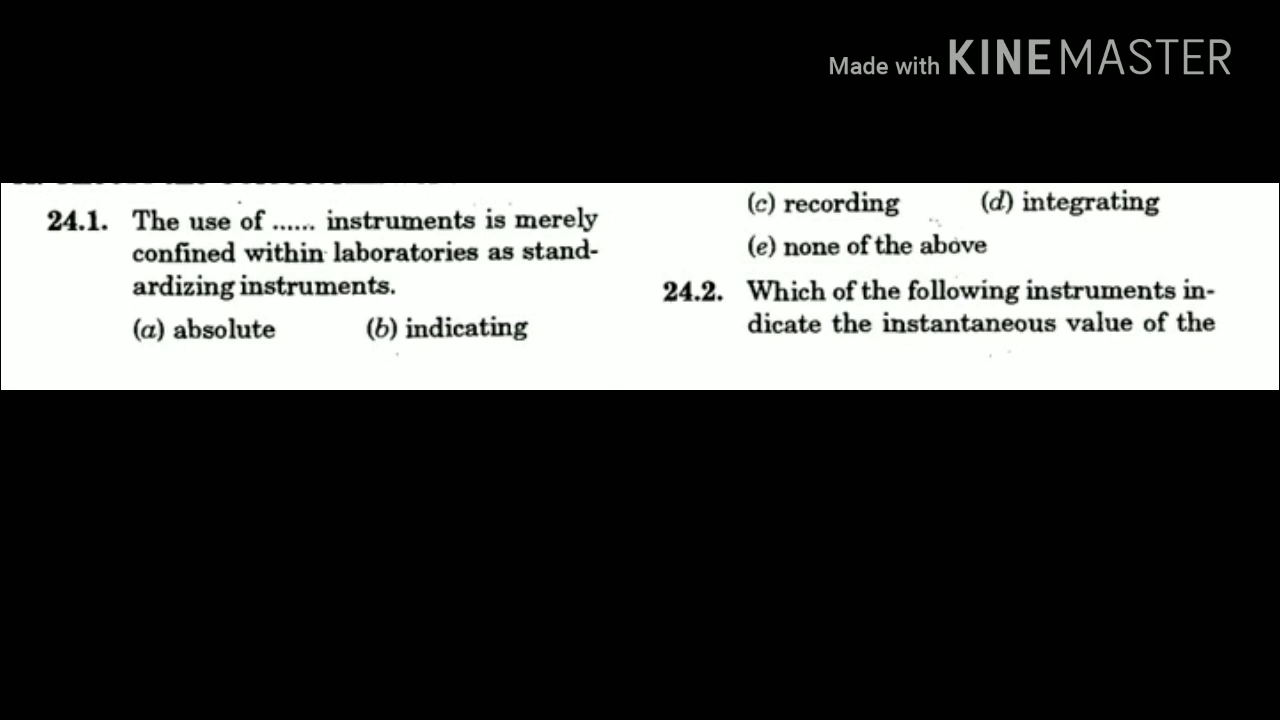 Made with KINEMASTER
24.1. The use of ...... instruments is merely
confined within laboratories as stand-
ardizing instruments.
(a) absolute (b) indicating
(c) recording (d) integrating
(e) none of the above
24.2. Which of the following instruments in-
dicate the instantaneous value of the